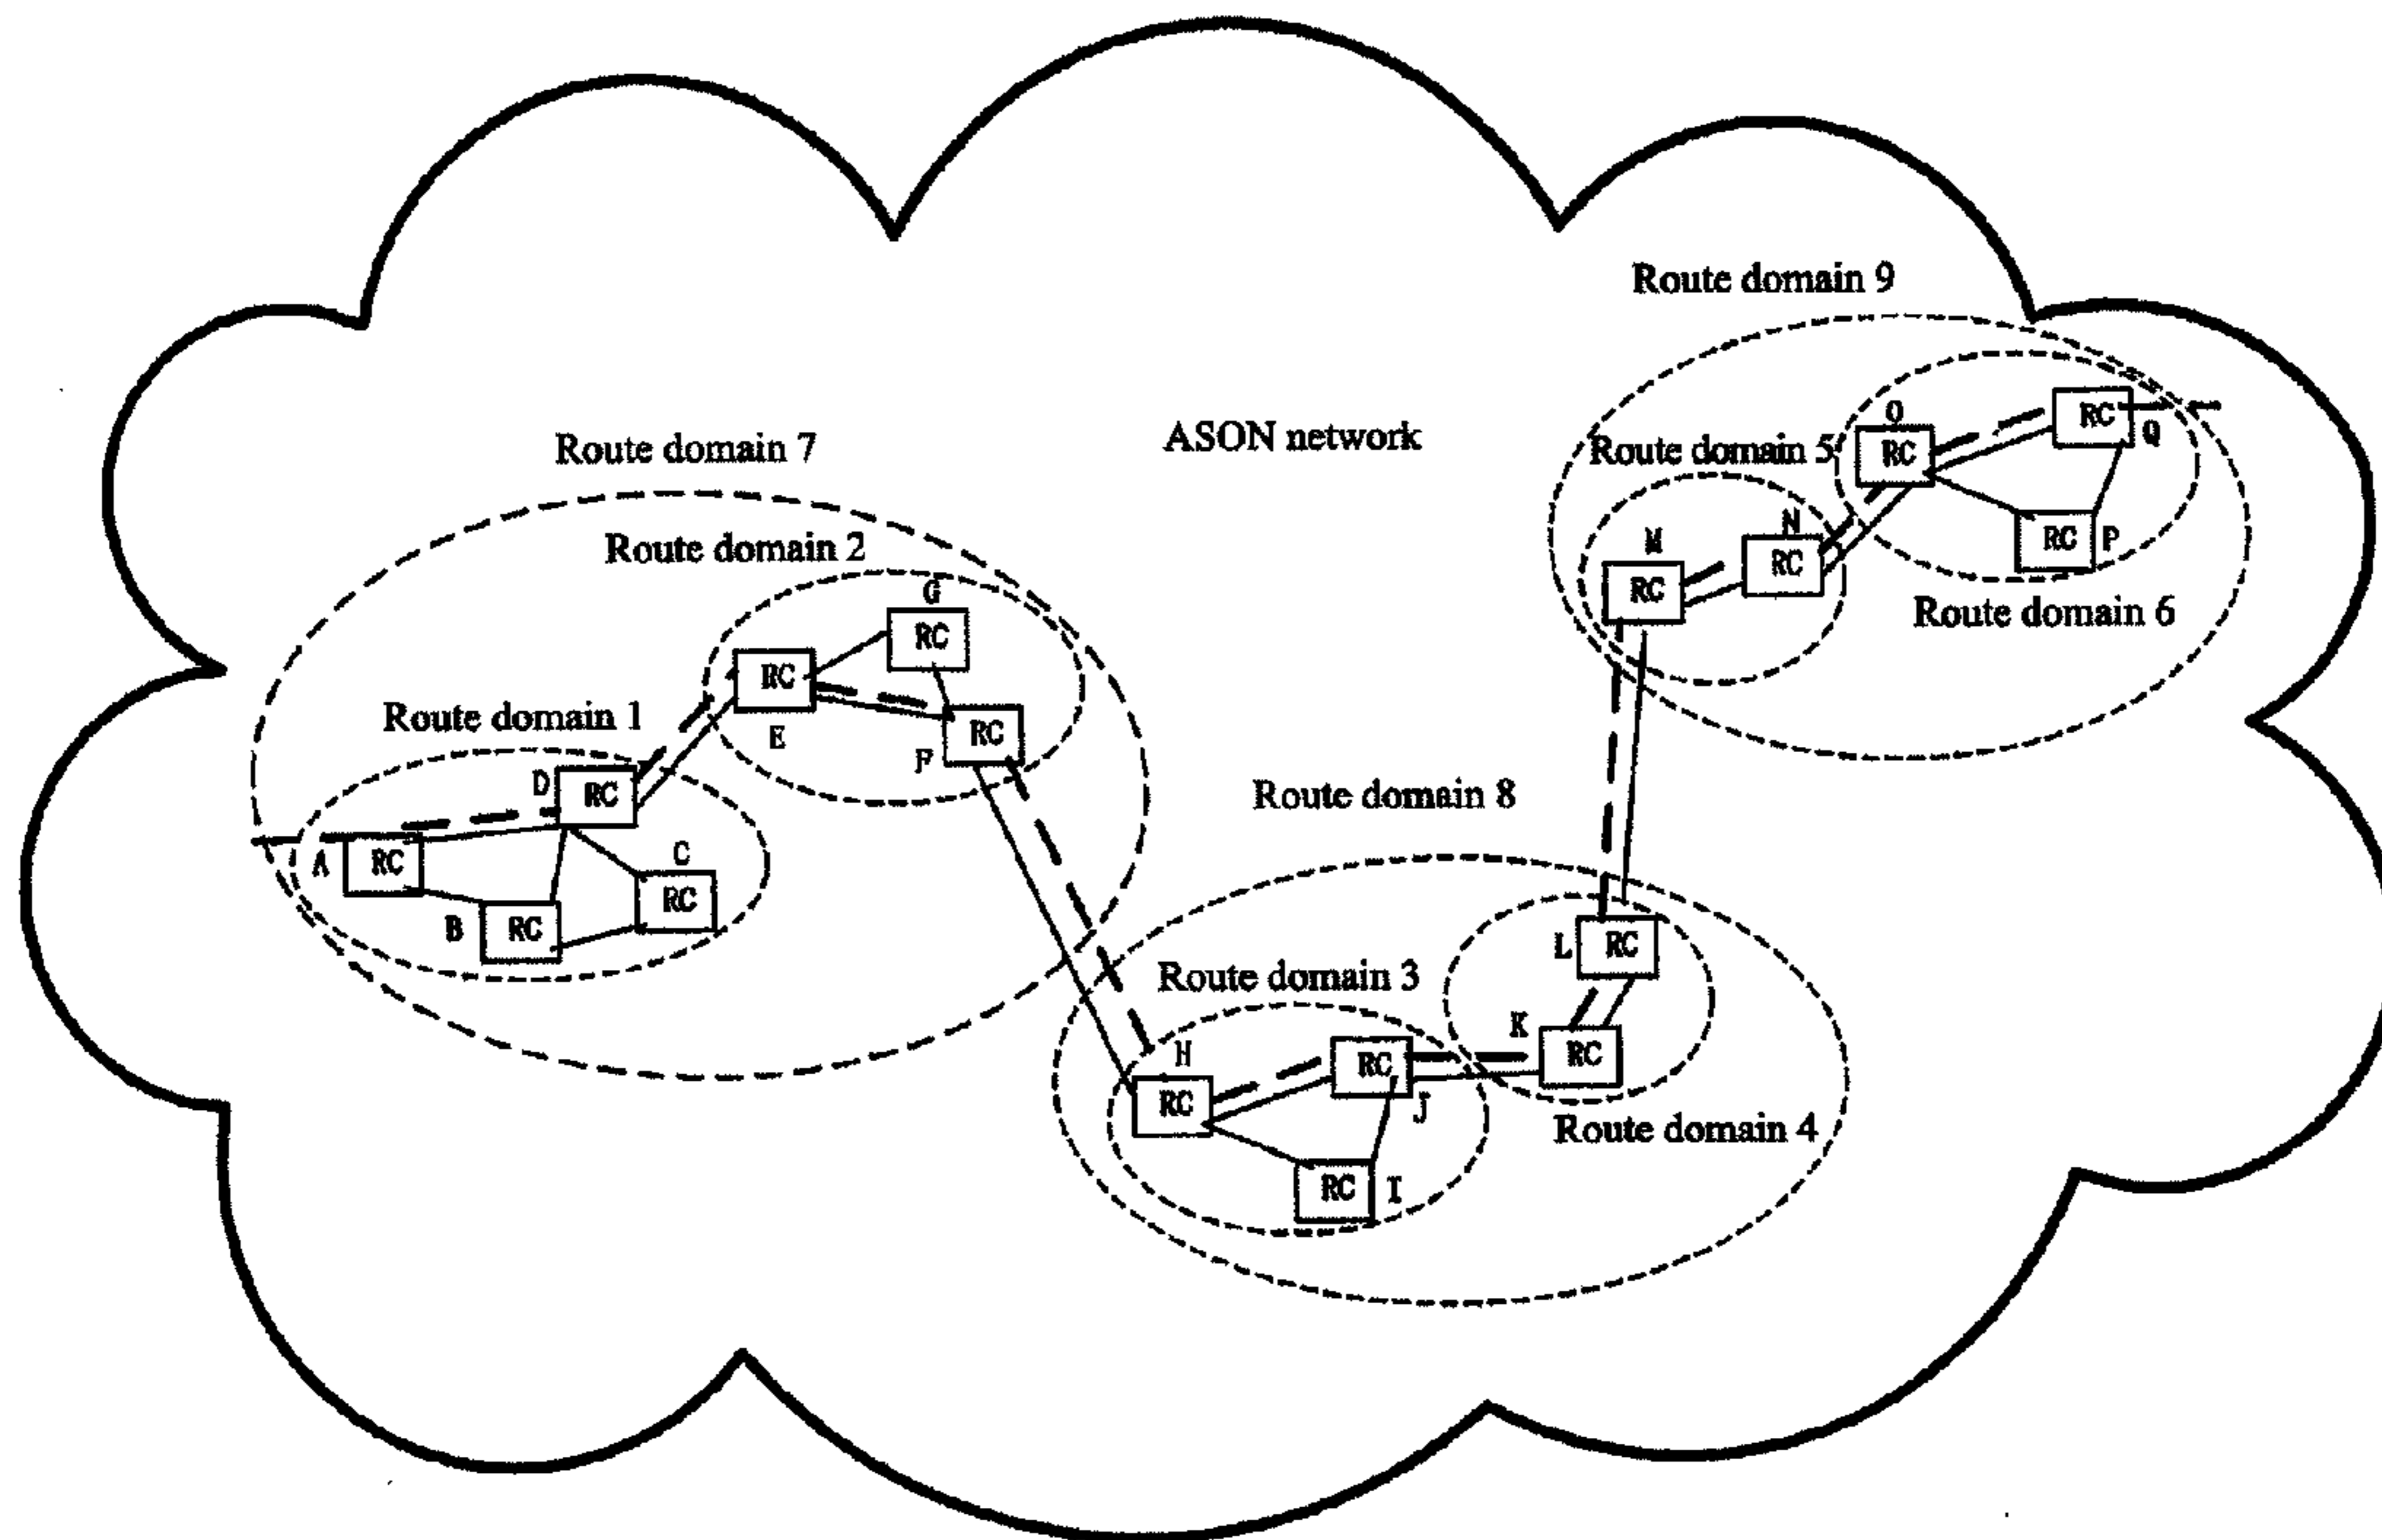 Route domain 9
ASON network
Route domain 7
Route domain 5
O
RC
RC
Q
RC
P
Route domain 6
M
RC
N
RC
Route domain 2
G
RC
RC
E
RC
F
Route domain 1
D
RC
A
RC
B
RC
C
RC
Route domain 8
Route domain 3
H
RC
RC
J
RC
I
L
RC
K
RC
Route domain 4